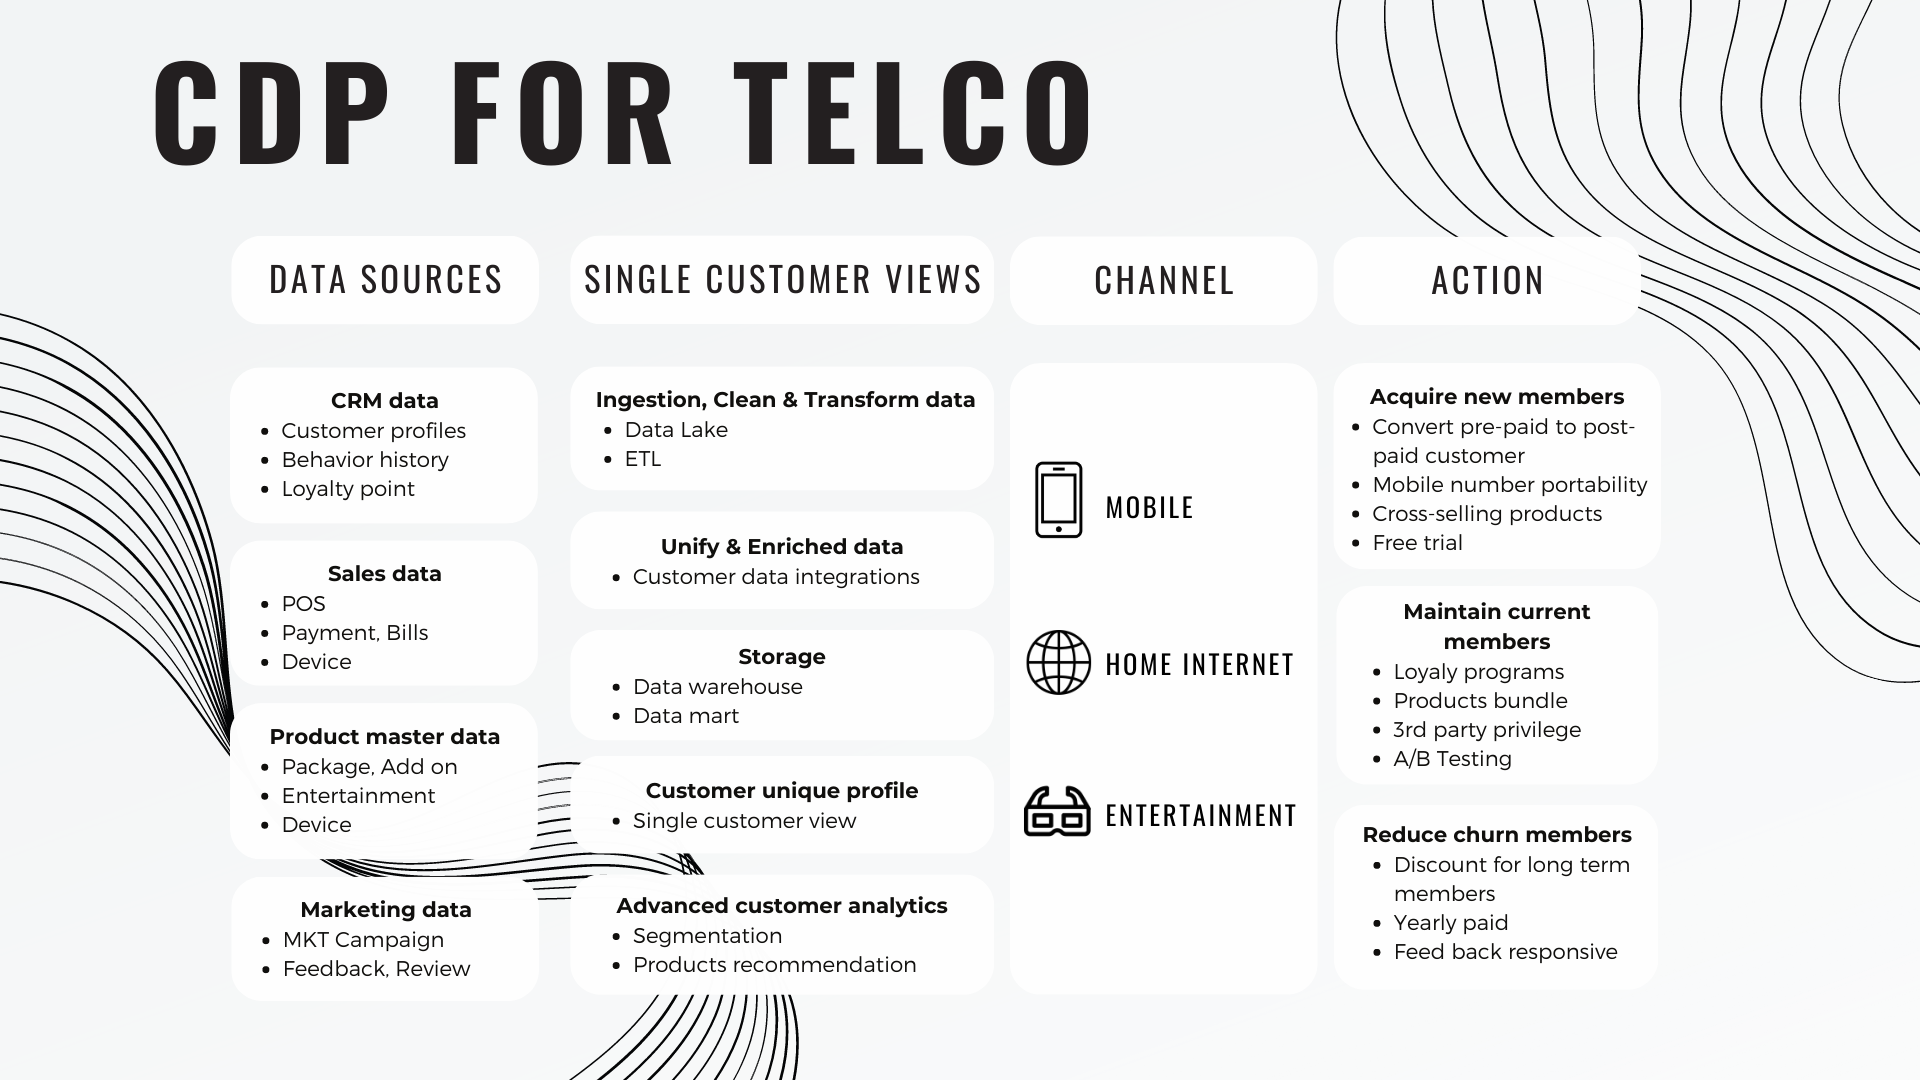 CDP FOR TELCO
DATA SOURCES
CRM data
Customer profiles
Behavior history
Loyalty point
Sales data
POS
Payment, Bills
Device
Product master data
Package, Add on
Entertainment
Device
Marketing data
MKT Campaign
Feedback, Review
SINGLE CUSTOMER VIEWS
Ingestion, Clean & Transform data
Data Lake
ETL
Unify & Enriched data
Customer data integrations
Storage
Data warehouse
Data mart
Customer unique profile
Single customer view
Advanced customer analytics
Segmentation
Products recommendation
CHANNEL
MOBILE
HOME INTERNET
ENTERTAINMENT
ACTION
Acquire new members
Convert pre-paid to post-
paid customer
Mobile number portability
Cross-selling products
Free trial
Maintain current
members
Loyaly programs
Products bundle
3rd party privilege
A/B Testing
Reduce churn members
Discount for long term
members
Yearly paid
Feed back responsive